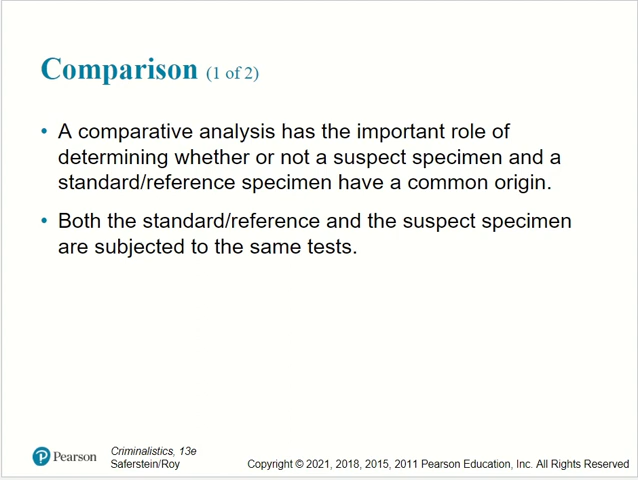 Comparison (1 of 2)
• A comparative analysis has the important role of
determining whether or not a suspect specimen and a
standard/reference specimen have a common origin.
• Both the standard/reference and the suspect specimen
are subjected to the same tests.
Pearson
Criminalistics, 13e
Saferstein/Roy
Copyright © 2021, 2018, 2015, 2011 Pearson Education, Inc. All Rights Reserved